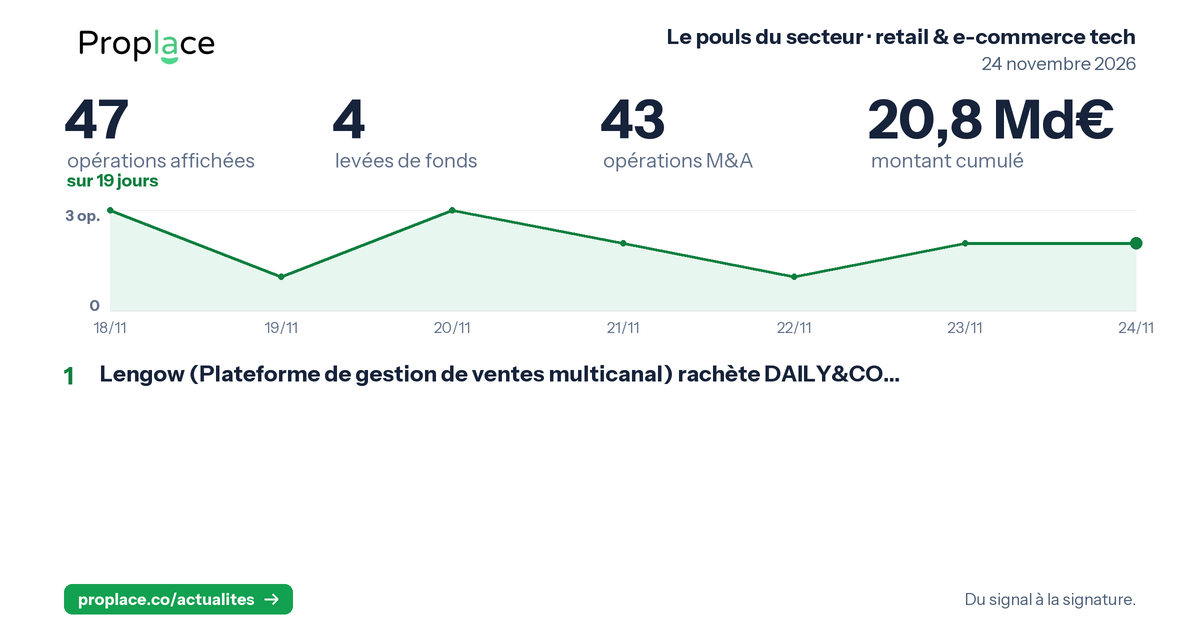 Proplace
Le pouls du secteur · retail & e-commerce tech
24 novembre 2026
47
opérations affichées
sur 19 jours
4
levées de fonds
43
opérations M&A
20,8 Md€
montant cumulé
3 op.
0
18/11
19/11
20/11
21/11
22/11
23/11
24/11
1 Lengow (Plateforme de gestion de ventes multicanal) rachète DAILY&CO...
proplace.co/actualites →
Du signal à la signature.